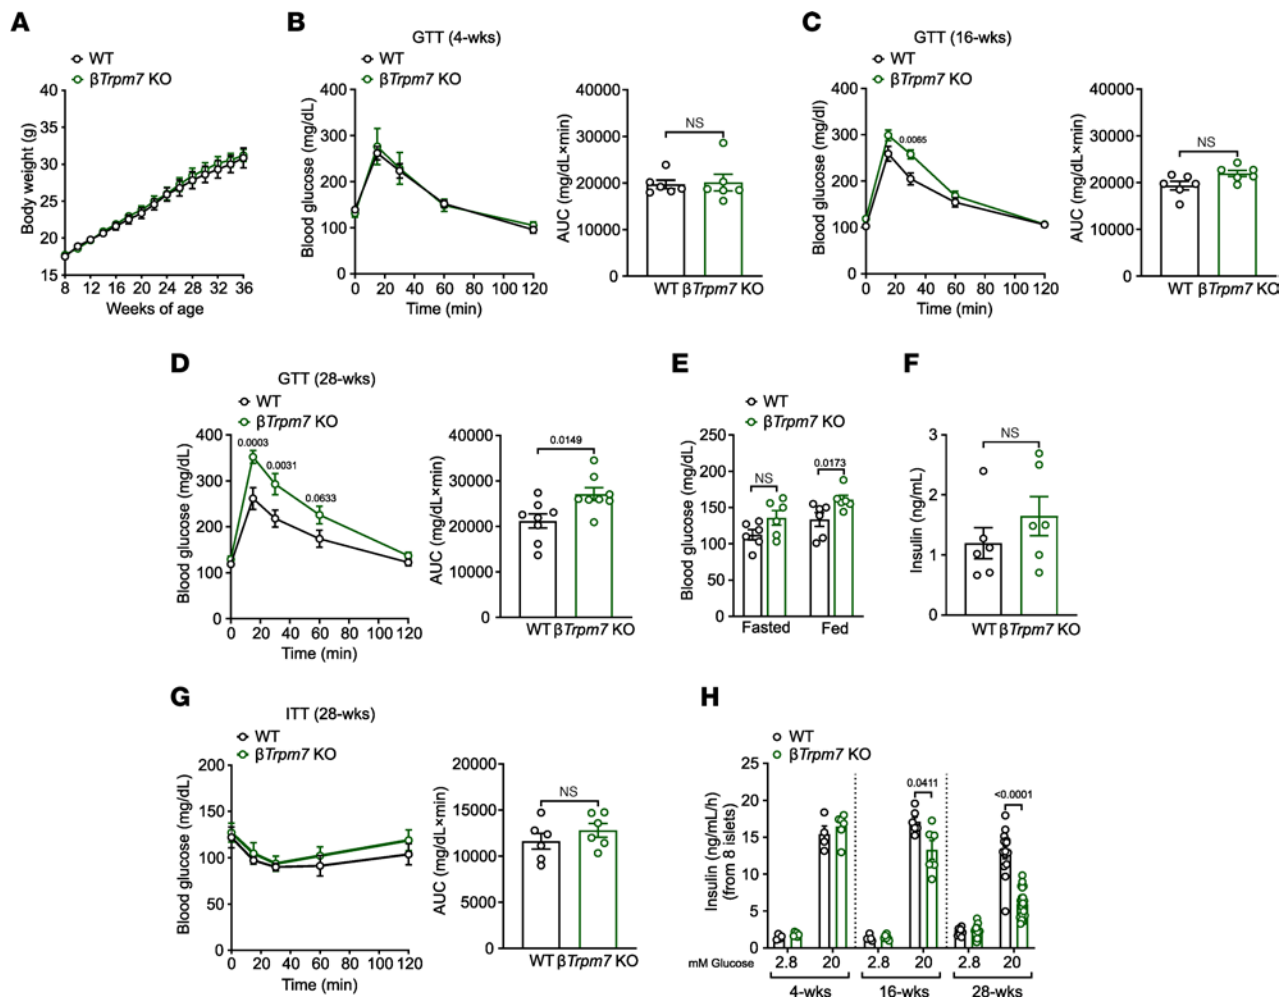 A
WT
βTrpm7 KO
Body weight (g)
40
35
30
25
20
15
8 12 16 20 24 28 32 36
Weeks of age
B
GTT (4-wks)
WT
βTrpm7 KO
Blood glucose (mg/dL)
400
300
200
100
0
0 20 40 60 80 100 120
Time (min)
AUC (mg/dL×min)
40000
30000
20000
10000
0
NS
WT βTrpm7 KO
C
GTT (16-wks)
WT
βTrpm7 KO
Blood glucose (mg/dl)
400
300
200
100
0
0.0065
0 20 40 60 80 100 120
Time (min)
AUC (mg/dL×min)
40000
30000
20000
10000
0
NS
WT βTrpm7 KO
D
GTT (28-wks)
WT
βTrpm7 KO
Blood glucose (mg/dL)
400
300
200
100
0
0.0003
0.0031
0.0633
0 20 40 60 80 100 120
Time (min)
AUC (mg/dL×min)
40000
30000
20000
10000
0
0.0149
WT βTrpm7 KO
E
WT
βTrpm7 KO
Blood glucose (mg/dL)
250
200
150
100
50
0
NS
0.0173
Fasted Fed
F
Insulin (ng/mL)
3
2
1
0
NS
WT βTrpm7 KO
G
ITT (28-wks)
WT
βTrpm7 KO
Blood glucose (mg/dL)
200
150
100
50
0
0 20 40 60 80 100 120
Time (min)
AUC (mg/dL×min)
20000
15000
10000
5000
0
NS
WT βTrpm7 KO
H
WT
βTrpm7 KO
Insulin (ng/mL/h)
(from 8 islets)
25
20
15
10
5
0
0.0411
<0.0001
mM Glucose 2.8 20 2.8 20 2.8 20
4-wks 16-wks 28-wks